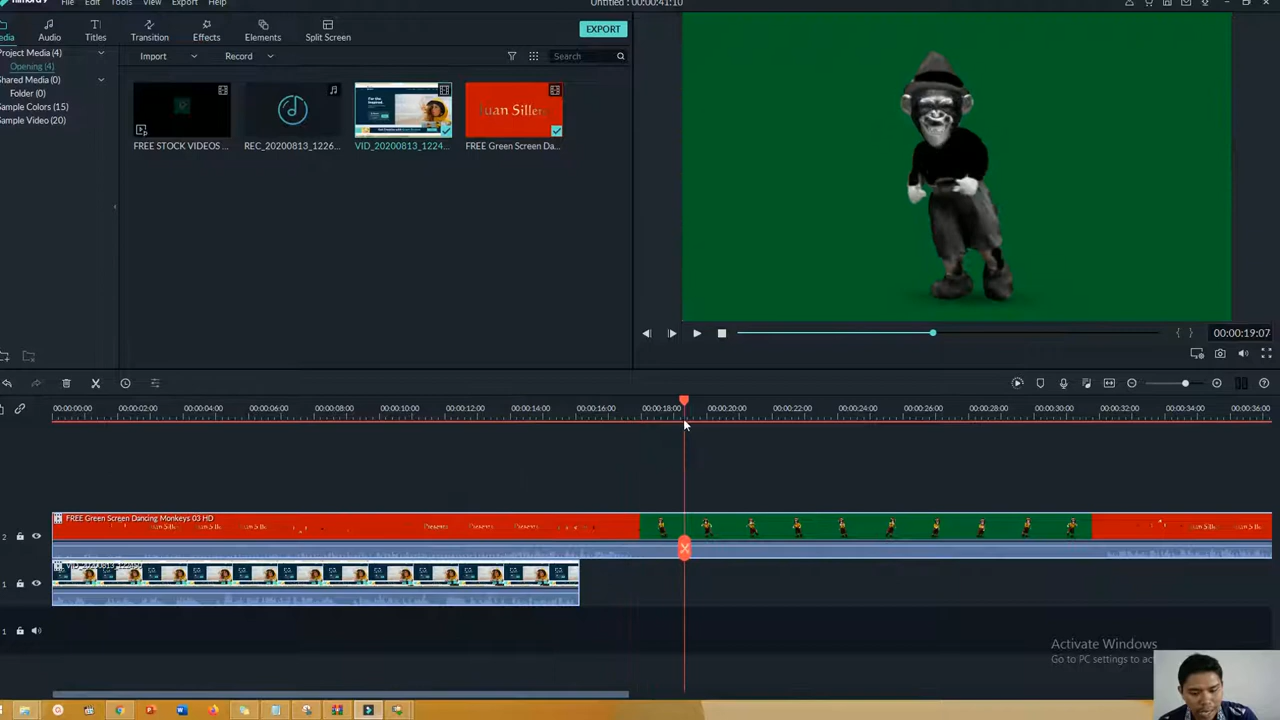 File Edit Tools View Export Help
Untitled : 00:00:41:10
Audio Titles Transition Effects Elements Split Screen EXPORT
Project Media (4) Import Record Search
Opening (4)
Shared Media (0)
Folder (0)
Sample Colors (15)
Sample Video (20)
FREE STOCK VIDEOS ... REC_20200813_1226... VID_20200813_1224... FREE Green Screen Da...
00:00:19:07
00:00:00:00 00:00:02:00 00:00:04:00 00:00:06:00 00:00:08:00 00:00:10:00 00:00:12:00 00:00:14:00 00:00:16:00 00:00:18:00 00:00:20:00 00:00:22:00 00:00:24:00 00:00:26:00 00:00:28:00 00:00:30:00 00:00:32:00 00:00:34:00 00:00:36:00
FREE Green Screen Dancing Monkeys 03 HD
2
1
1
Activate Windows
Go to PC settings to